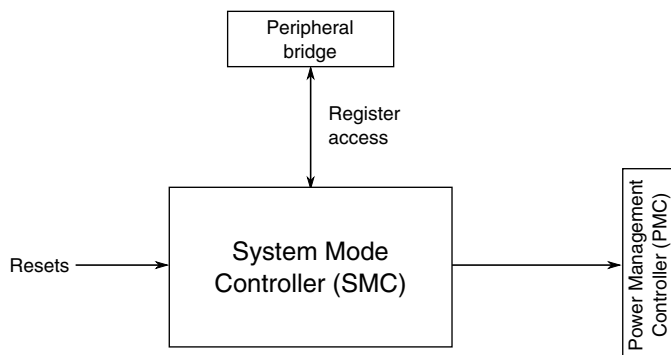 Peripheral
bridge
Register
access
Resets
System Mode
Controller (SMC)
Power Management
Controller (PMC)